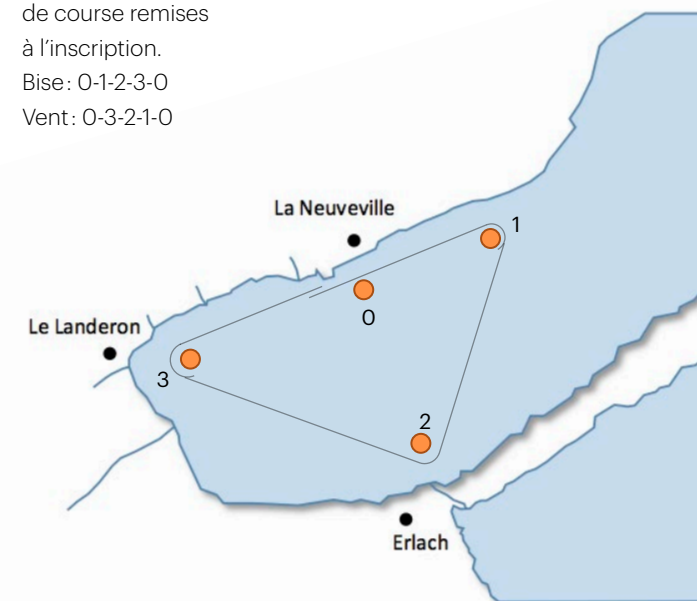 de course remises
à l’inscription.
Bise : 0-1-2-3-0
Vent : 0-3-2-1-0
La Neuveville
1
0
Le Landeron
3
2
Erlach